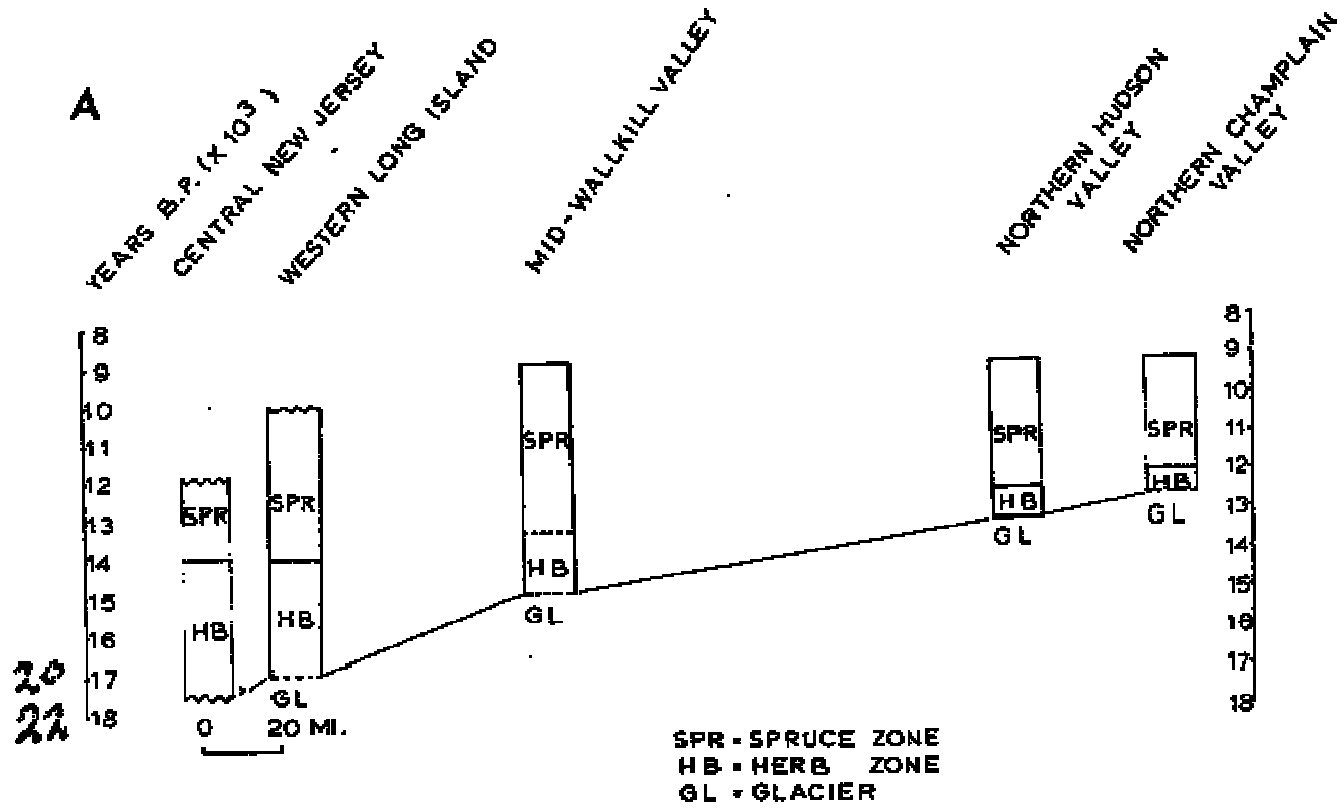 A
YEARS B.P. (X 10³)
CENTRAL NEW JERSEY
WESTERN LONG ISLAND
MID-WALLKILL VALLEY
NORTHERN HUDSON
VALLEY
NORTHERN CHAMPLAIN
VALLEY
8
9
10
11
12
13
14
15
16
17
18
20
22
SPR
HB
SPR
HB
GL
SPR
HB
GL
SPR
HB
GL
SPR
HB
GL
8
9
10
11
12
13
14
15
16
17
18
0 20 MI.
SPR - SPRUCE ZONE
HB - HERB ZONE
GL = GLACIER